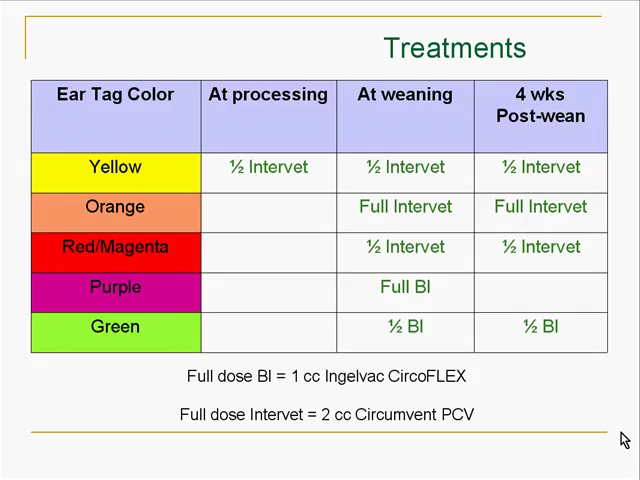 Treatments
Ear Tag Color At processing At weaning 4 wks
Post-wean
Yellow ½ Intervet ½ Intervet ½ Intervet
Orange Full Intervet Full Intervet
Red/Magenta ½ Intervet ½ Intervet
Purple Full BI
Green ½ BI ½ BI
Full dose BI = 1 cc Ingelvac CircoFLEX
Full dose Intervet = 2 cc Circumvent PCV